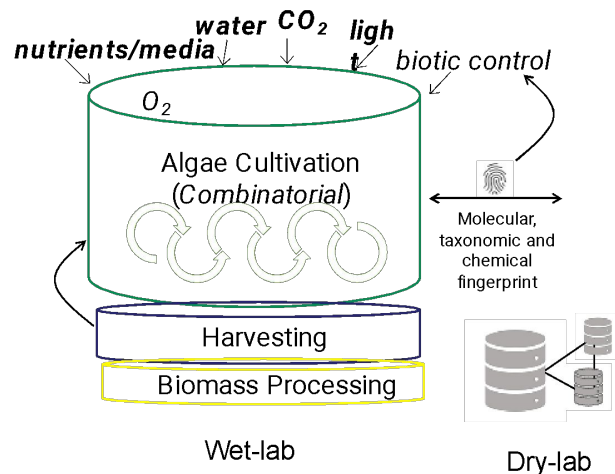 nutrients/media
water
CO₂
ligh
t
biotic control
O₂
Algae Cultivation
(Combinatorial)
Molecular,
taxonomic and
chemical
fingerprint
Harvesting
Biomass Processing
Wet-lab
Dry-lab